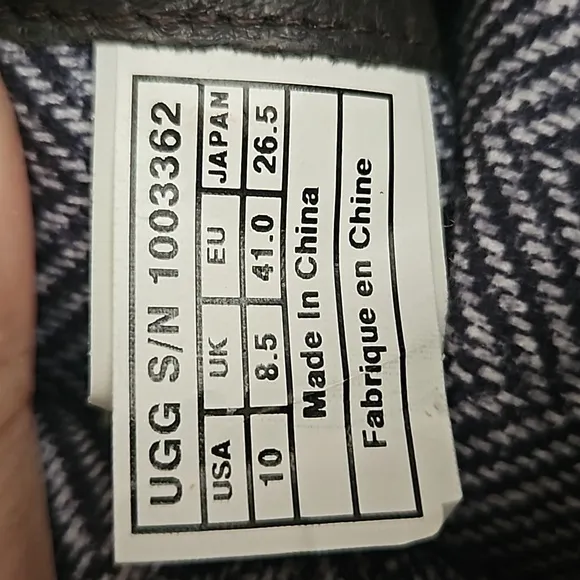 UGG S/N 1003362
USA UK EU JAPAN
10 8.5 41.0 26.5
Made In China
Fabrique en Chine